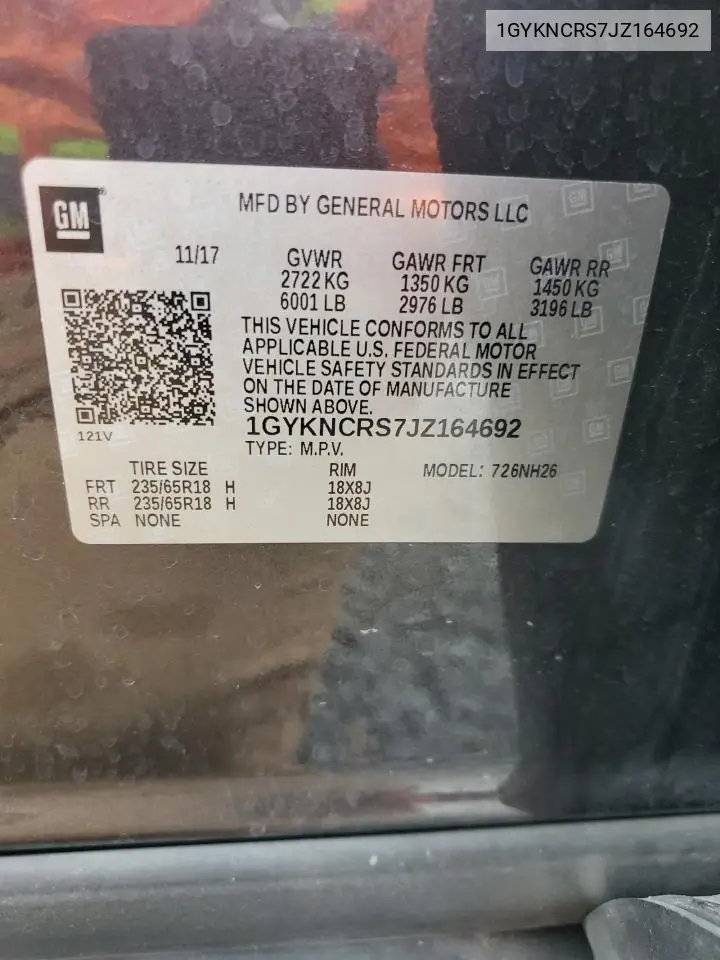 1GYKNCRS7JZ164692
GM
MFD BY GENERAL MOTORS LLC
11/17
GVWR GAWR FRT GAWR RR
2722 KG 1350 KG 1450 KG
6001 LB 2976 LB 3196 LB
THIS VEHICLE CONFORMS TO ALL
APPLICABLE U.S. FEDERAL MOTOR
VEHICLE SAFETY STANDARDS IN EFFECT
ON THE DATE OF MANUFACTURE
SHOWN ABOVE.
1GYKNCRS7JZ164692
121V
TYPE: M.P.V.
TIRE SIZE RIM MODEL: 726NH26
FRT 235/65R18 H 18X8J
RR 235/65R18 H 18X8J
SPA NONE NONE